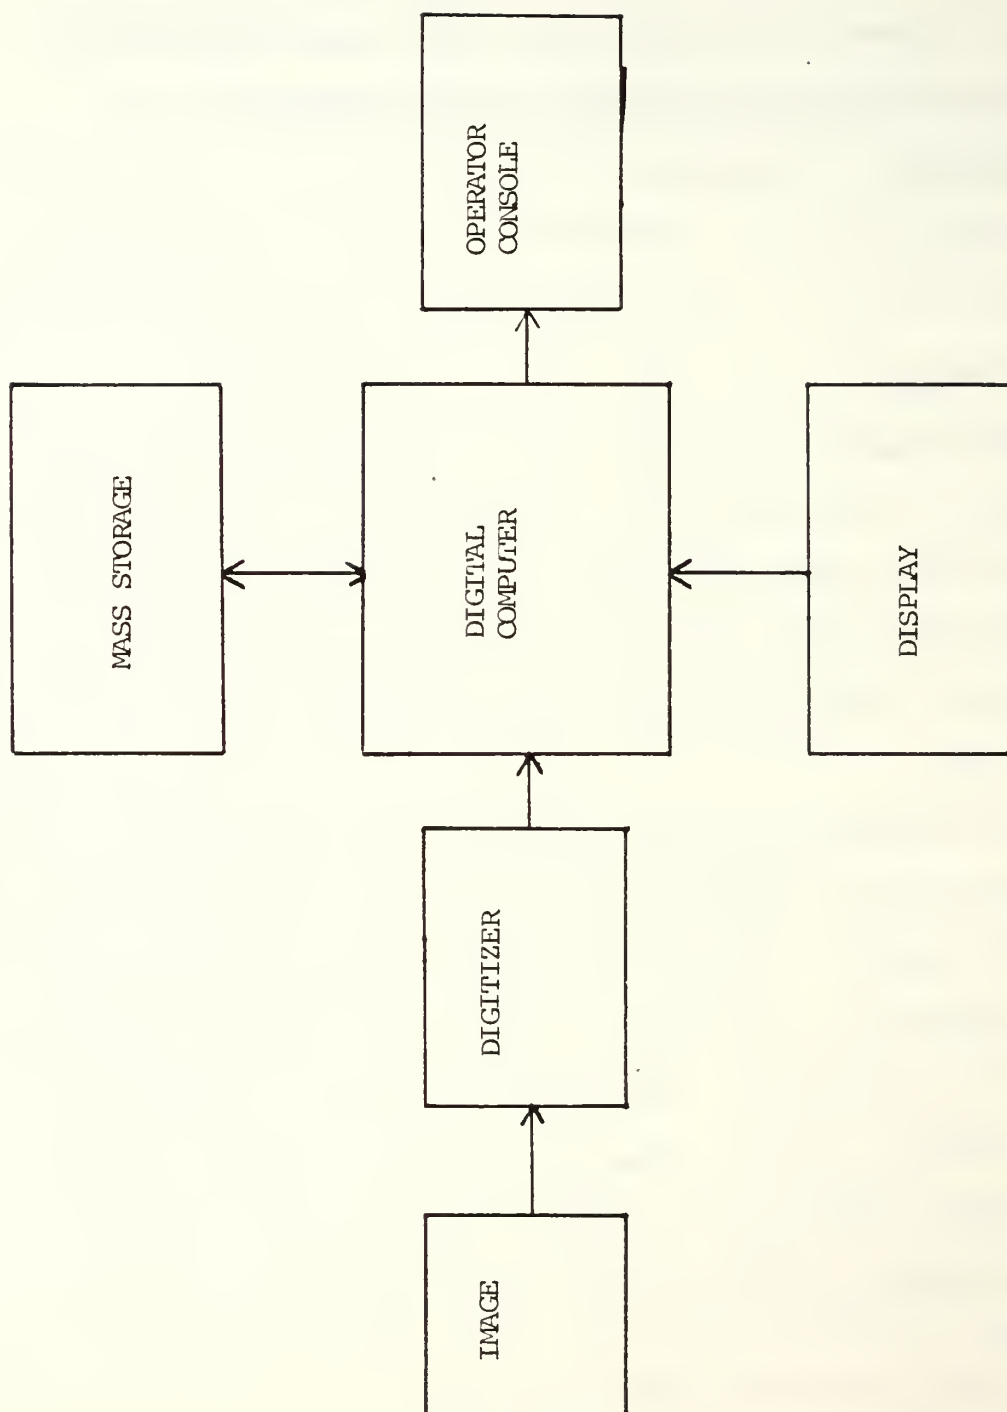 MASS STORAGE
IMAGE
DIGITIZER
DIGITAL
COMPUTER
OPERATOR
CONSOLE
DISPLAY